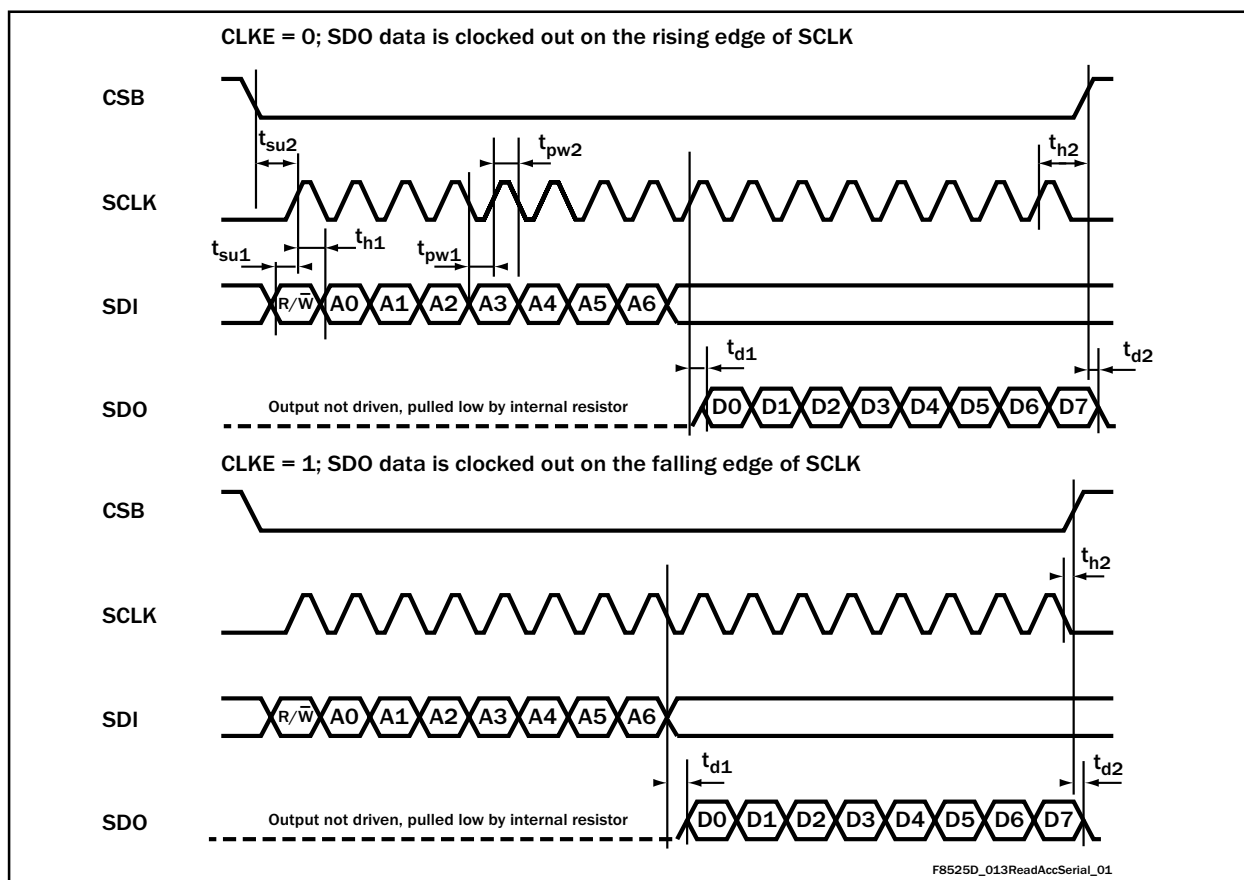 CLKE = 0; SDO data is clocked out on the rising edge of SCLK
CSB
tsu2
tpw2
th2
SCLK
tsu1
th1
tpw1
SDI
R/W̅ A0 A1 A2 A3 A4 A5 A6
td1
td2
SDO
Output not driven, pulled low by internal resistor
D0 D1 D2 D3 D4 D5 D6 D7
CLKE = 1; SDO data is clocked out on the falling edge of SCLK
CSB
th2
SCLK
SDI
R/W̅ A0 A1 A2 A3 A4 A5 A6
td1
td2
SDO
Output not driven, pulled low by internal resistor
D0 D1 D2 D3 D4 D5 D6 D7
F8525D_013ReadAccSerial_01